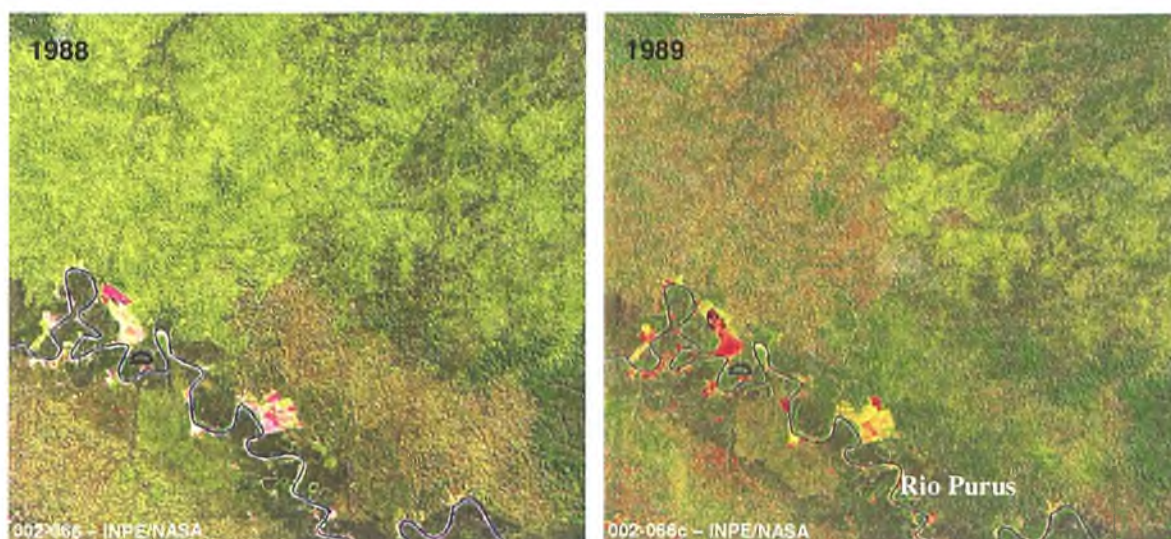 1988
1989
Rio Purus
002-066 – INPE/NASA
002-066c – INPE/NASA